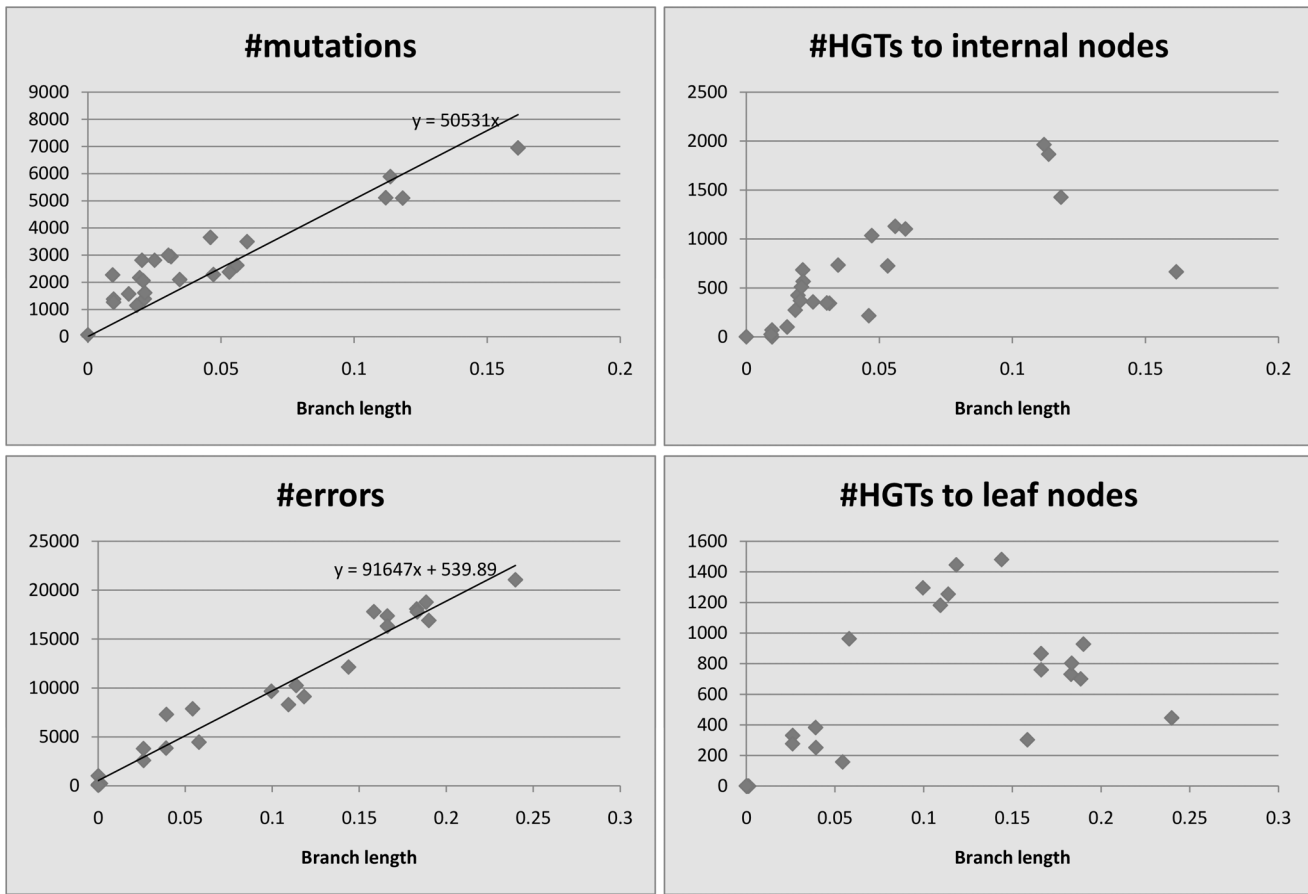 #mutations
9000
8000
7000
6000
5000
4000
3000
2000
1000
0
y = 50531x
0 0.05 0.1 0.15 0.2
Branch length
#HGTs to internal nodes
2500
2000
1500
1000
500
0
0 0.05 0.1 0.15 0.2
Branch length
#errors
25000
20000
15000
10000
5000
0
y = 91647x + 539.89
0 0.05 0.1 0.15 0.2 0.25 0.3
Branch length
#HGTs to leaf nodes
1600
1400
1200
1000
800
600
400
200
0
0 0.05 0.1 0.15 0.2 0.25 0.3
Branch length